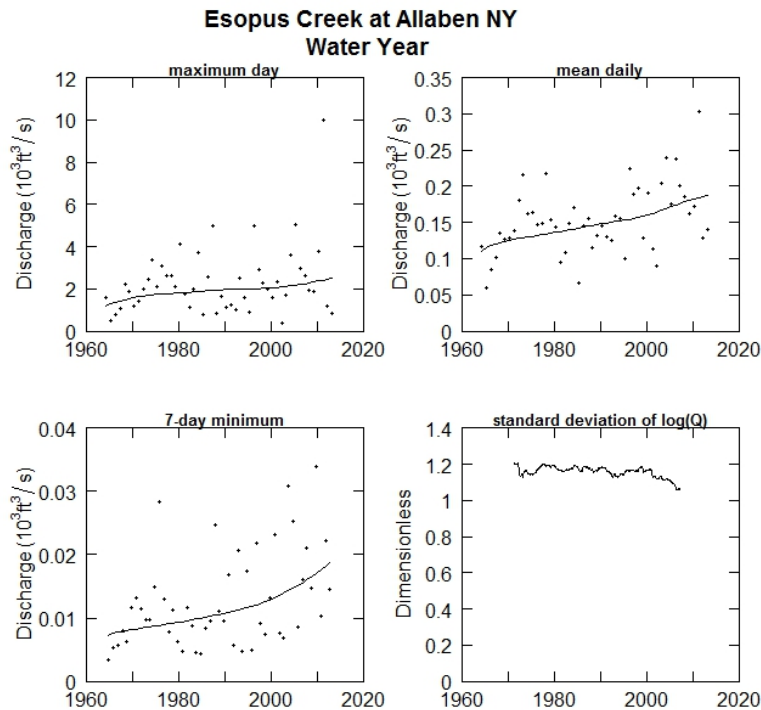 Esopus Creek at Allaben NY
Water Year
maximum day
mean daily
Discharge (10³ft³/ s)
12
10
8
6
4
2
0
1960 1980 2000 2020
Discharge (10³ft³/ s)
0.35
0.3
0.25
0.2
0.15
0.1
0.05
0
1960 1980 2000 2020
7-day minimum
standard deviation of log(Q)
Discharge (10³ft³/ s)
0.04
0.03
0.02
0.01
0
1960 1980 2000 2020
Dimensionless
1.4
1.2
1
0.8
0.6
0.4
0.2
0
1960 1980 2000 2020